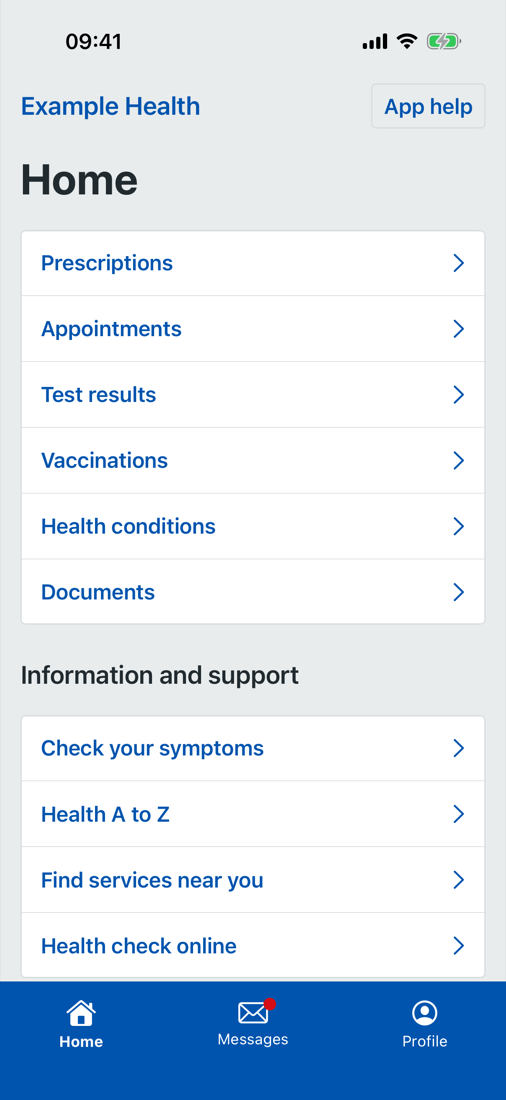 09:41
Example Health
App help
Home
Prescriptions
Appointments
Test results
Vaccinations
Health conditions
Documents
Information and support
Check your symptoms
Health A to Z
Find services near you
Health check online
Home
Messages
Profile